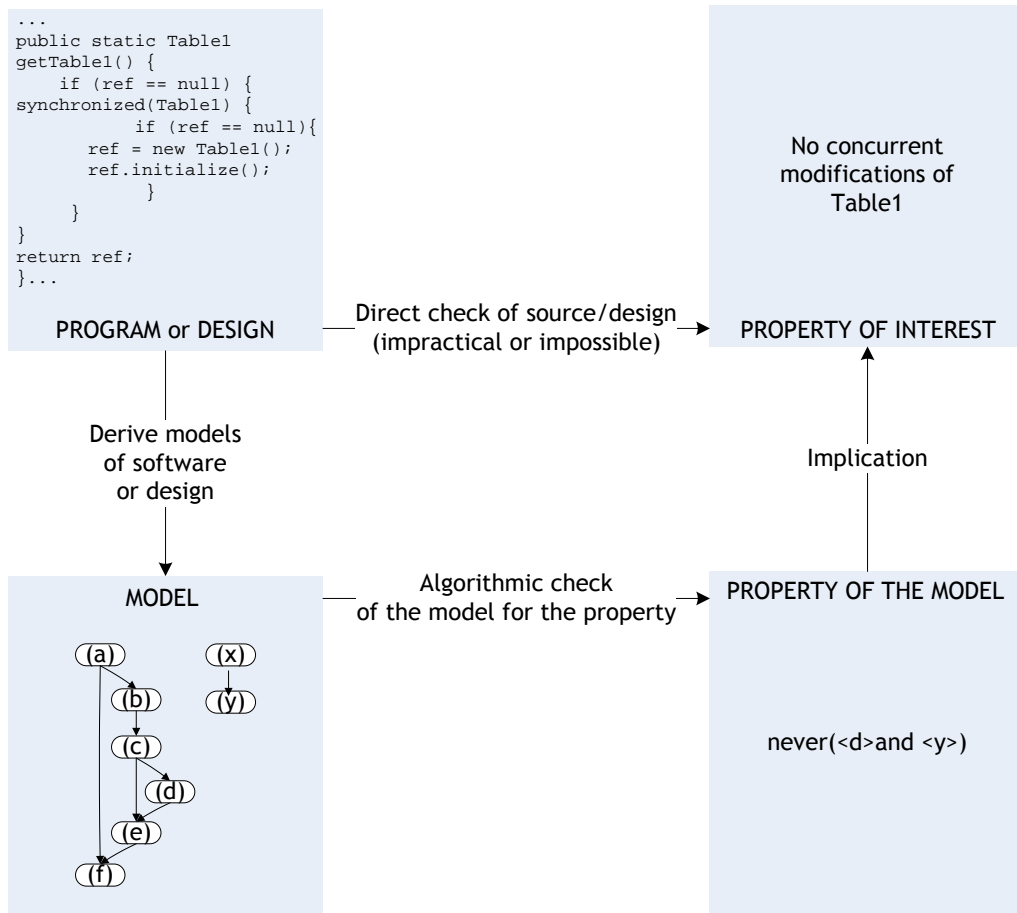 ...
public static Table1
getTable1() {
if (ref == null) {
synchronized(Table1) {
if (ref == null){
ref = new Table1();
ref.initialize();
}
}
}
return ref;
}...
PROGRAM or DESIGN
Direct check of source/design
(impractical or impossible)
No concurrent
modifications of
Table1
PROPERTY OF INTEREST
Derive models
of software
or design
Implication
MODEL
(a)
(x)
(b)
(y)
(c)
(d)
(e)
(f)
Algorithmic check
of the model for the property
PROPERTY OF THE MODEL
never(<d>and <y>)